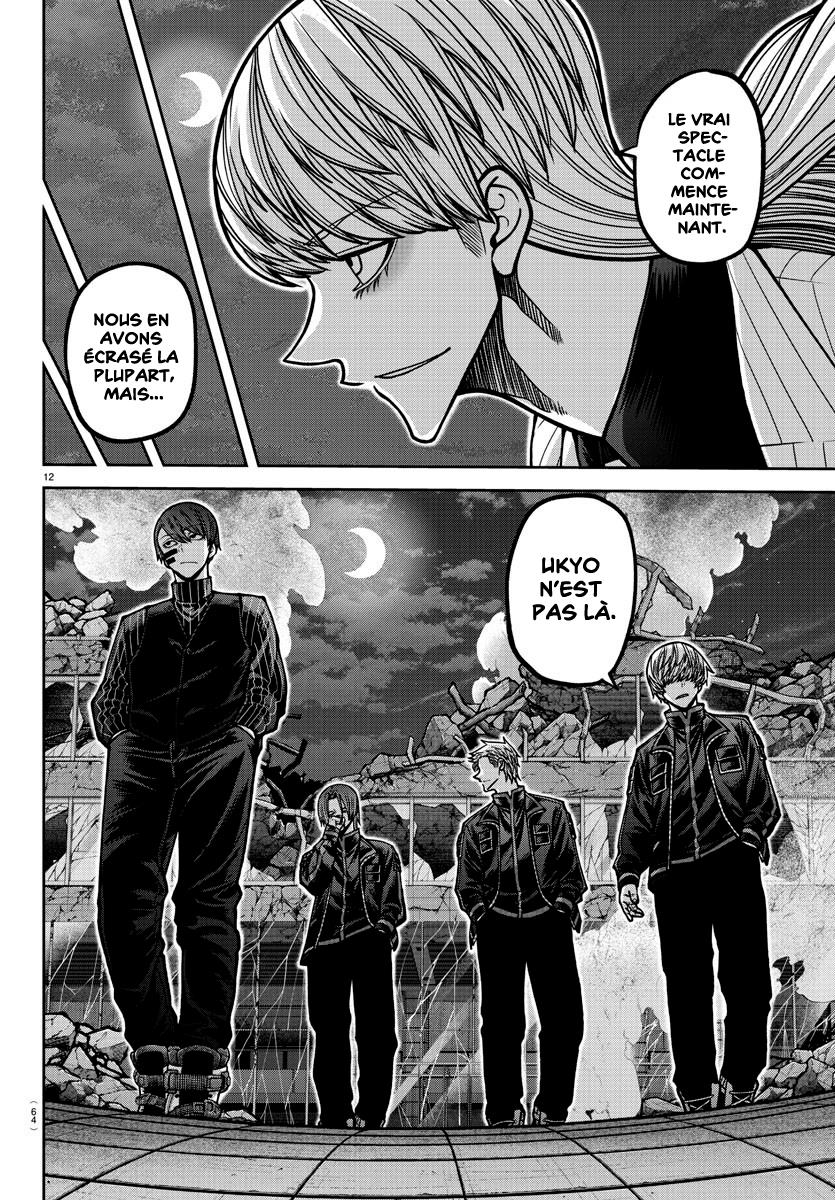 LE VRAI
SPEC-
TACLE
COM-
MENCE
MAINTE-
NANT.
NOUS EN
AVONS
ÉCRASÉ LA
PLUPART,
MAIS...
12
UKYO
N'EST
PAS LÀ.
(64)